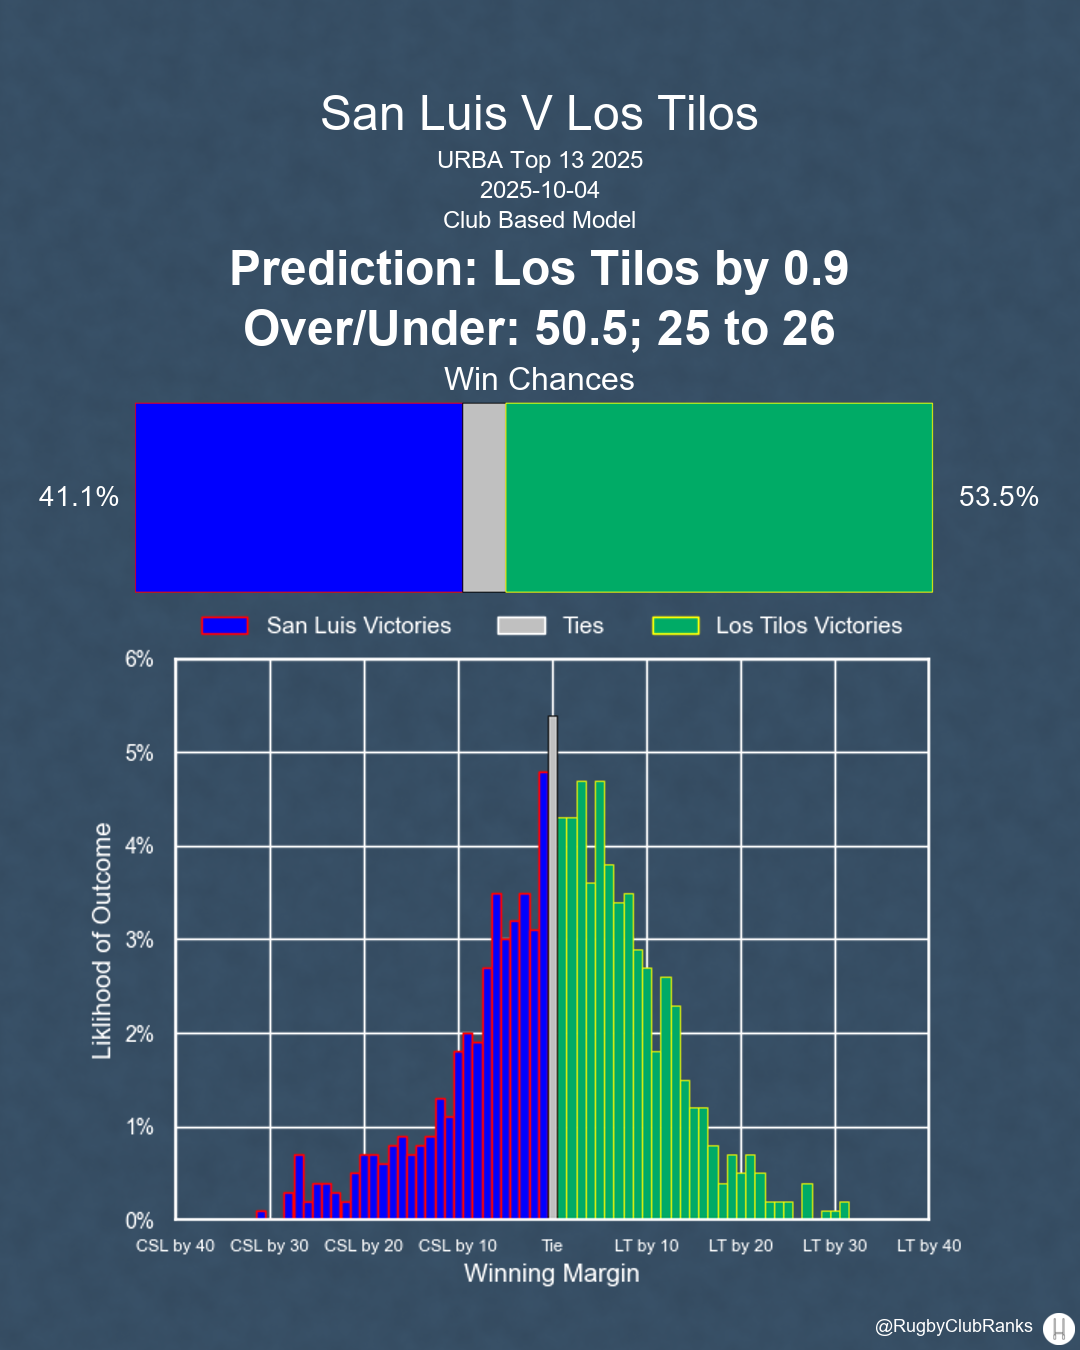 San Luis V Los Tilos
URBA Top 13 2025
2025-10-04
Club Based Model
Prediction: Los Tilos by 0.9
Over/Under: 50.5; 25 to 26
Win Chances
41.1%
53.5%
San Luis Victories
Ties
Los Tilos Victories
6%
5%
4%
3%
2%
1%
0%
Liklihood of Outcome
CSL by 40
CSL by 30
CSL by 20
CSL by 10
Tie
LT by 10
LT by 20
LT by 30
LT by 40
Winning Margin
@RugbyClubRanks